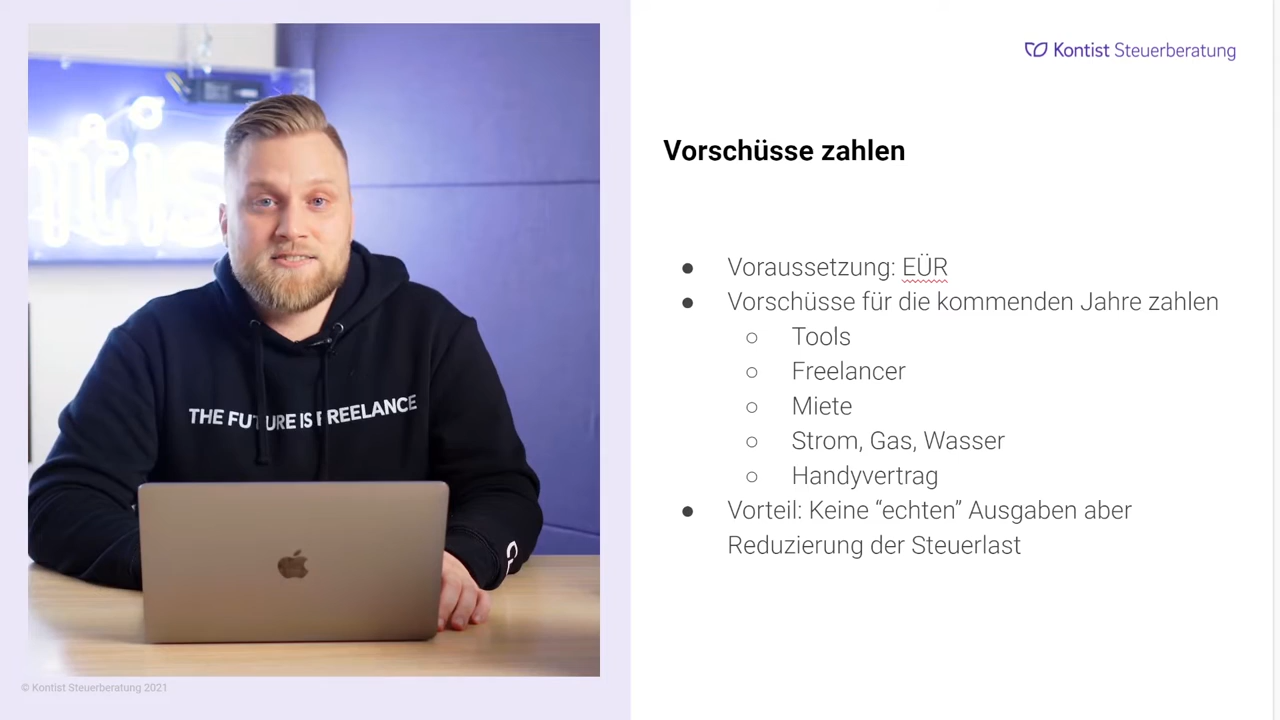 Kontist Steuerberatung
Vorschüsse zahlen
● Voraussetzung: EÜR
● Vorschüsse für die kommenden Jahre zahlen
○ Tools
○ Freelancer
○ Miete
○ Strom, Gas, Wasser
○ Handyvertrag
● Vorteil: Keine “echten” Ausgaben aber
Reduzierung der Steuerlast
THE FUTURE IS FREELANCE
© Kontist Steuerberatung 2021